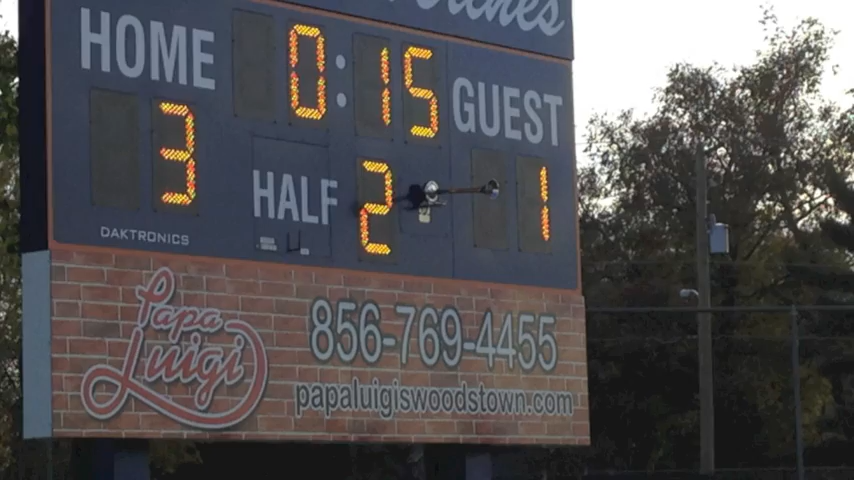 HOME 0:15 GUEST
3 HALF 2 1
DAKTRONICS
Papa Luigi
856-769-4455
papaluigiswoodstown.com